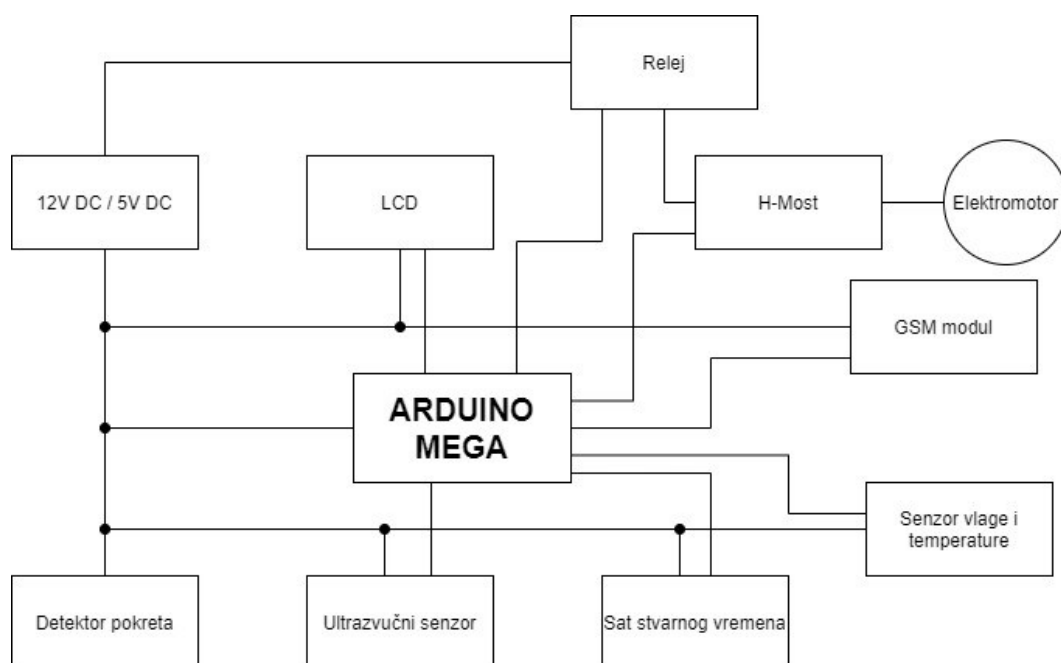 Relej
12V DC / 5V DC
LCD
H-Most
Elektromotor
GSM modul
ARDUINO
MEGA
Senzor vlage i
temperature
Detektor pokreta
Ultrazvučni senzor
Sat stvarnog vremena